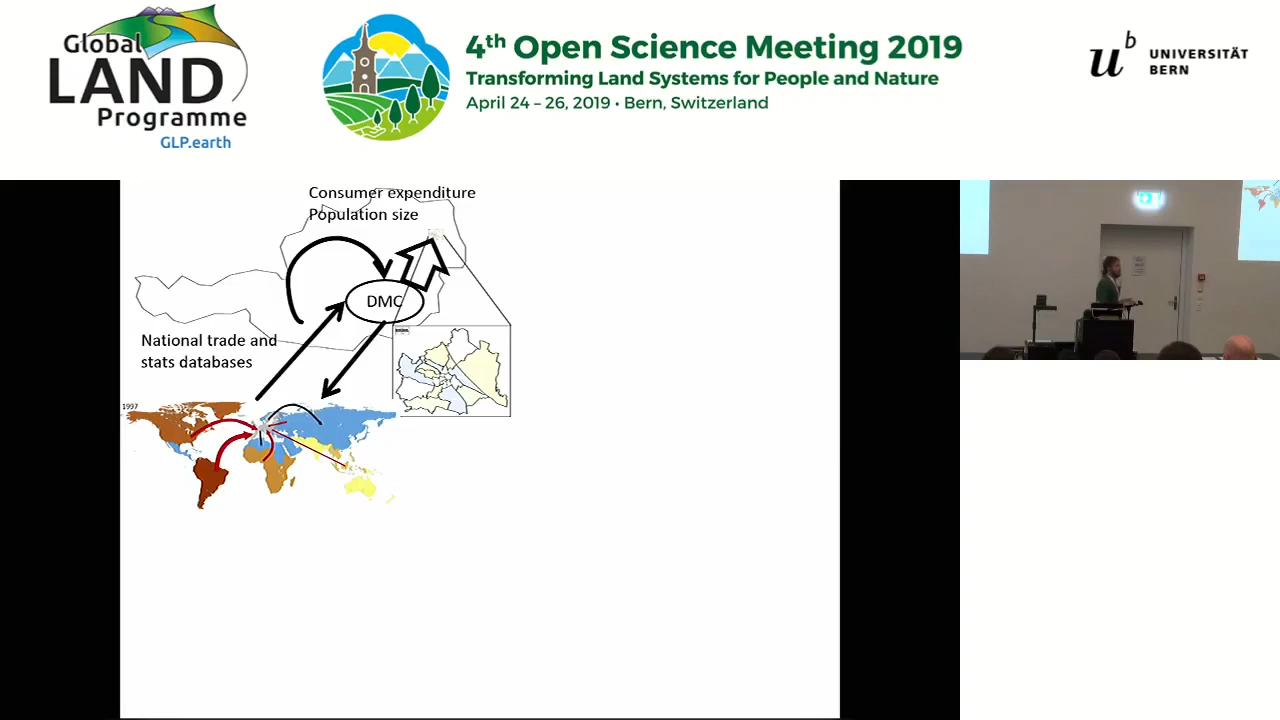 Global
LAND
Programme
GLP.earth
4th Open Science Meeting 2019
Transforming Land Systems for People and Nature
April 24 – 26, 2019 • Bern, Switzerland
u b
UNIVERSITÄT
BERN
Consumer expenditure
Population size
DMC
National trade and
stats databases
1997